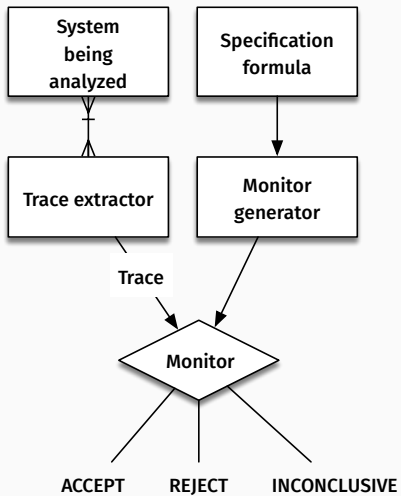 System
being
analyzed
Specification
formula
Trace extractor
Monitor
generator
Trace
Monitor
ACCEPT
REJECT
INCONCLUSIVE